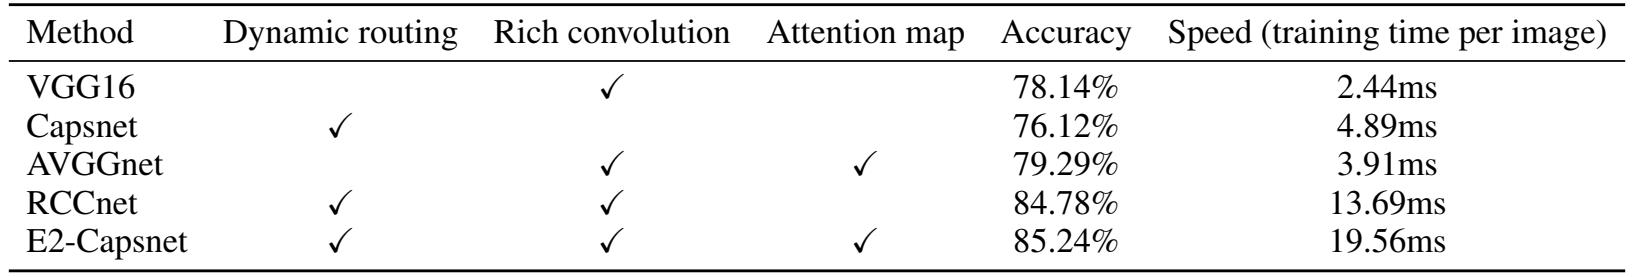 Method Dynamic routing Rich convolution Attention map Accuracy Speed (training time per image)
VGG16 ✓ 78.14% 2.44ms
Capsnet ✓ 76.12% 4.89ms
AVGGnet ✓ ✓ 79.29% 3.91ms
RCCnet ✓ ✓ 84.78% 13.69ms
E2-Capsnet ✓ ✓ ✓ 85.24% 19.56ms